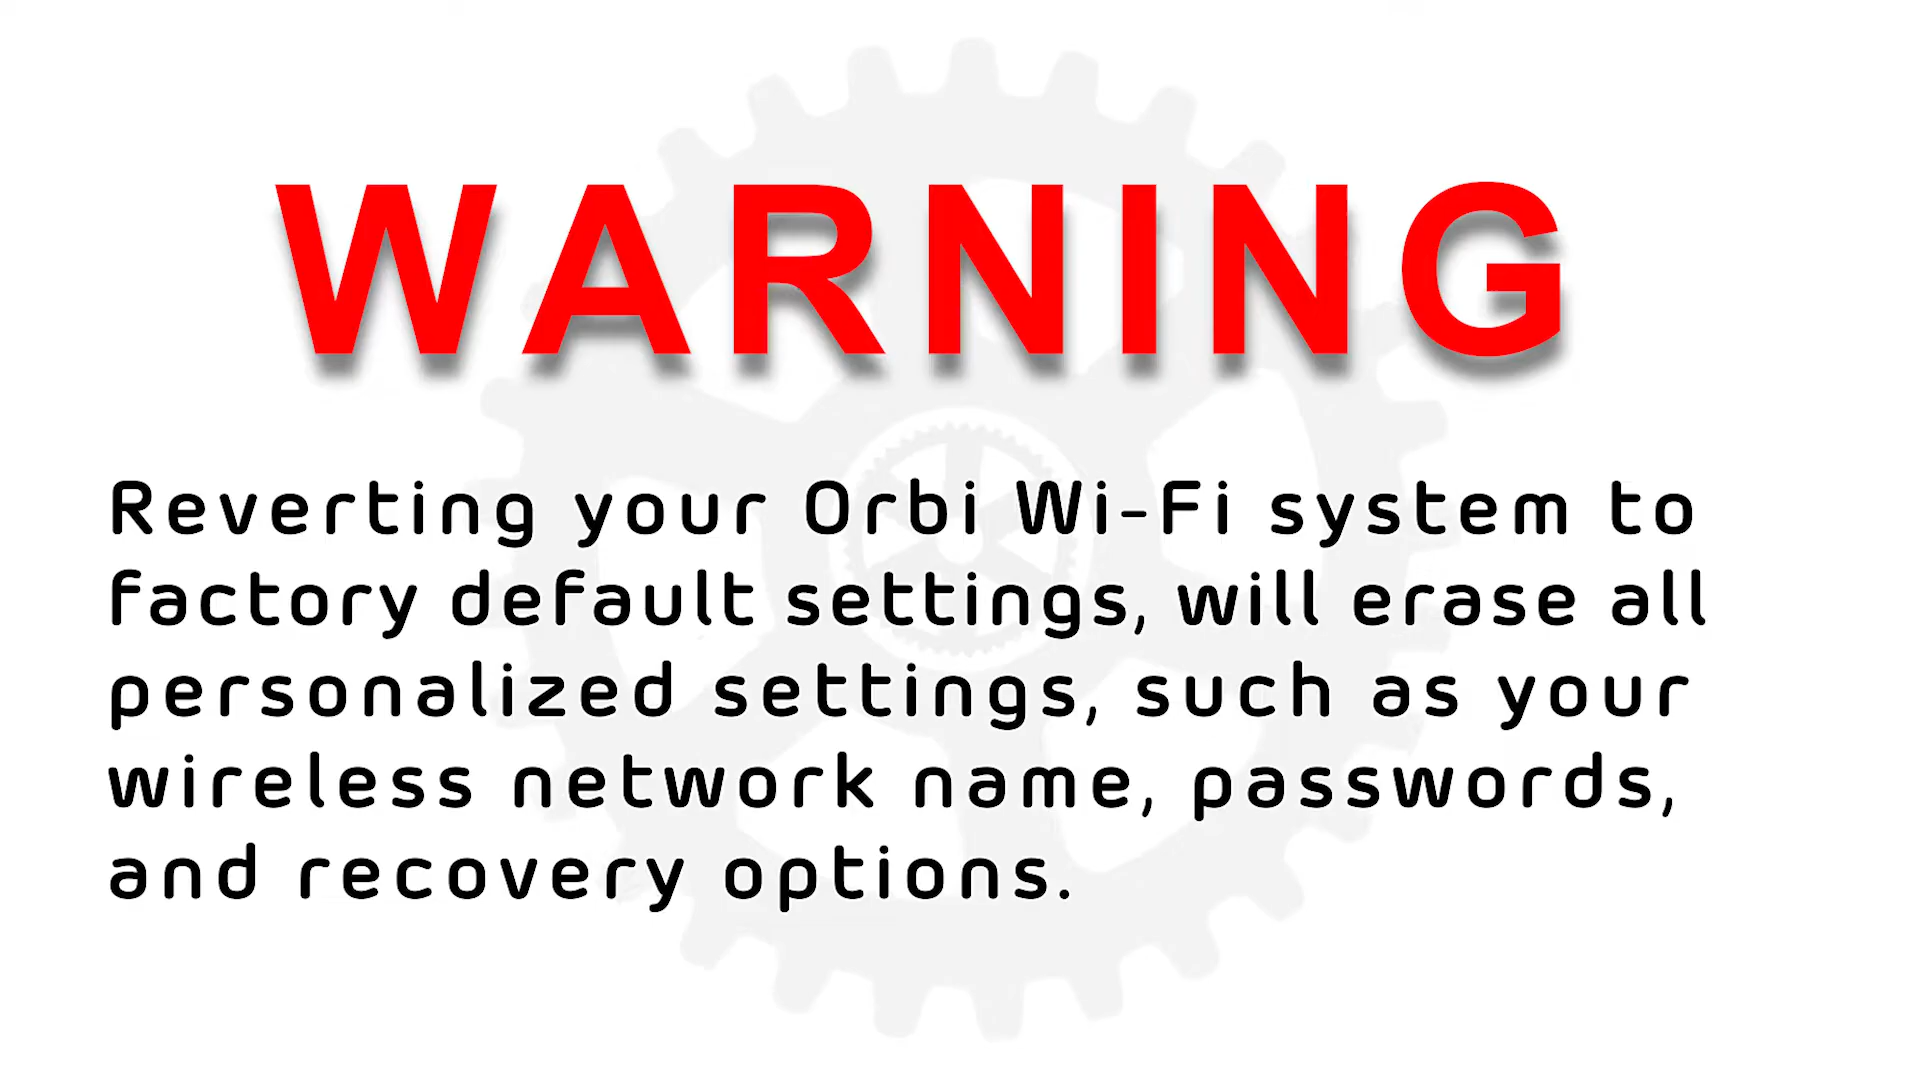 WARNING
Reverting your Orbi Wi-Fi system to
factory default settings, will erase all
personalized settings, such as your
wireless network name, passwords,
and recovery options.